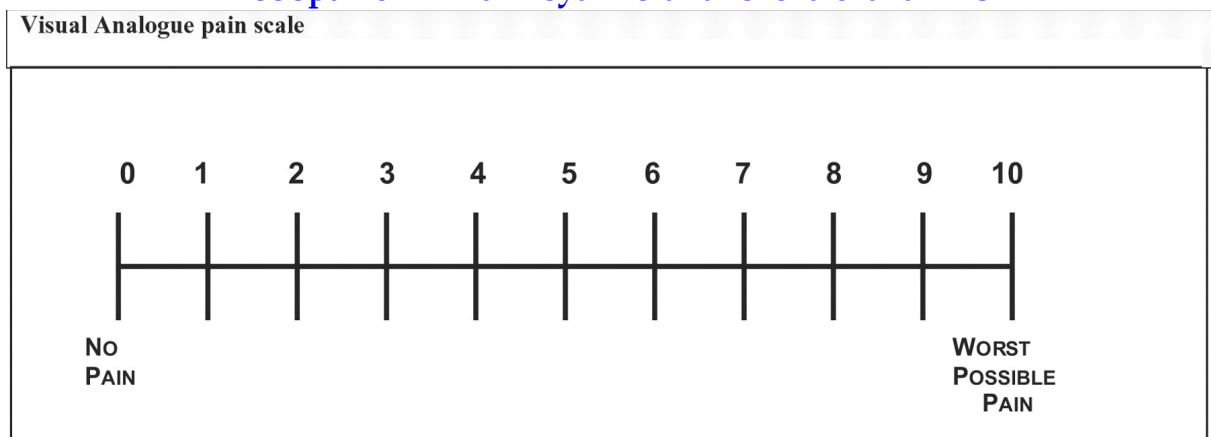 Visual Analogue pain scale
0 1 2 3 4 5 6 7 8 9 10
NO
PAIN
WORST
POSSIBLE
PAIN